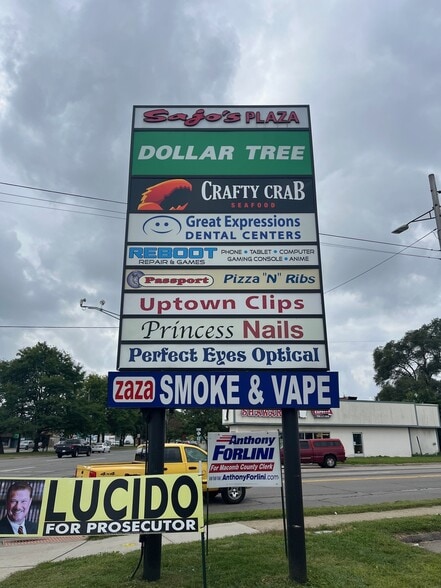 Sajo's PLAZA
DOLLAR TREE
CRAFTY CRAB
SEAFOOD
Great Expressions
DENTAL CENTERS
REBOOT
REPAIR & GAMES
PHONE • TABLET • COMPUTER
GAMING CONSOLE • ANIME
Passport
PIZZA "N" RIBS
UPTOWN CLIPS
Princess Nails
Perfect Eyes Optical
ZAZA SMOKE & VAPE
Anthony
FORLINI
For Macomb County Clerk
www.AnthonyForlini.com
LUCIDO
FOR PROSECUTOR